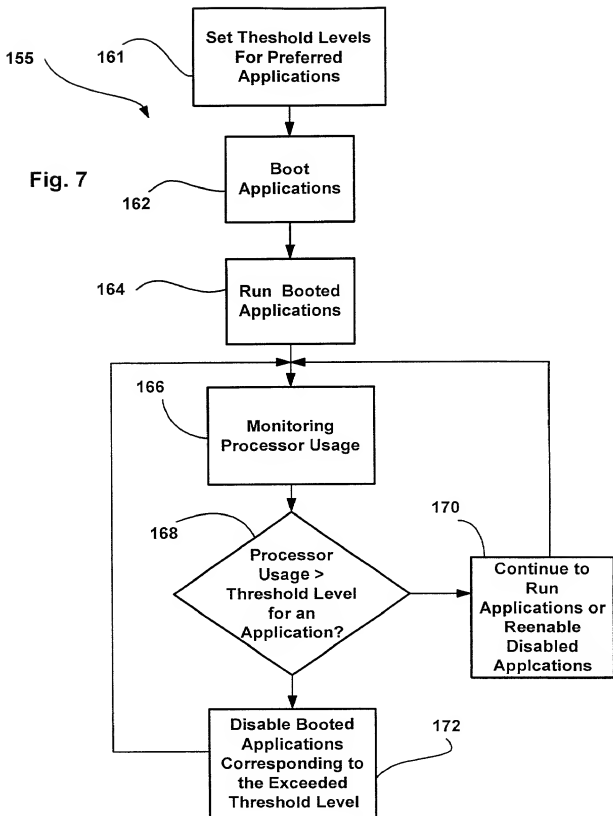 Set Theshold Levels
For Preferred
Applications
161
155
Fig. 7
Boot
Applications
162
164
Run Booted
Applications
166
Monitoring
Processor Usage
168
Processor
Usage >
Threshold Level
for an
Application?
170
Continue to
Run
Applications or
Reenable
Disabled
Applcations
Disable Booted
Applications
Corresponding to
the Exceeded
Threshold Level
172